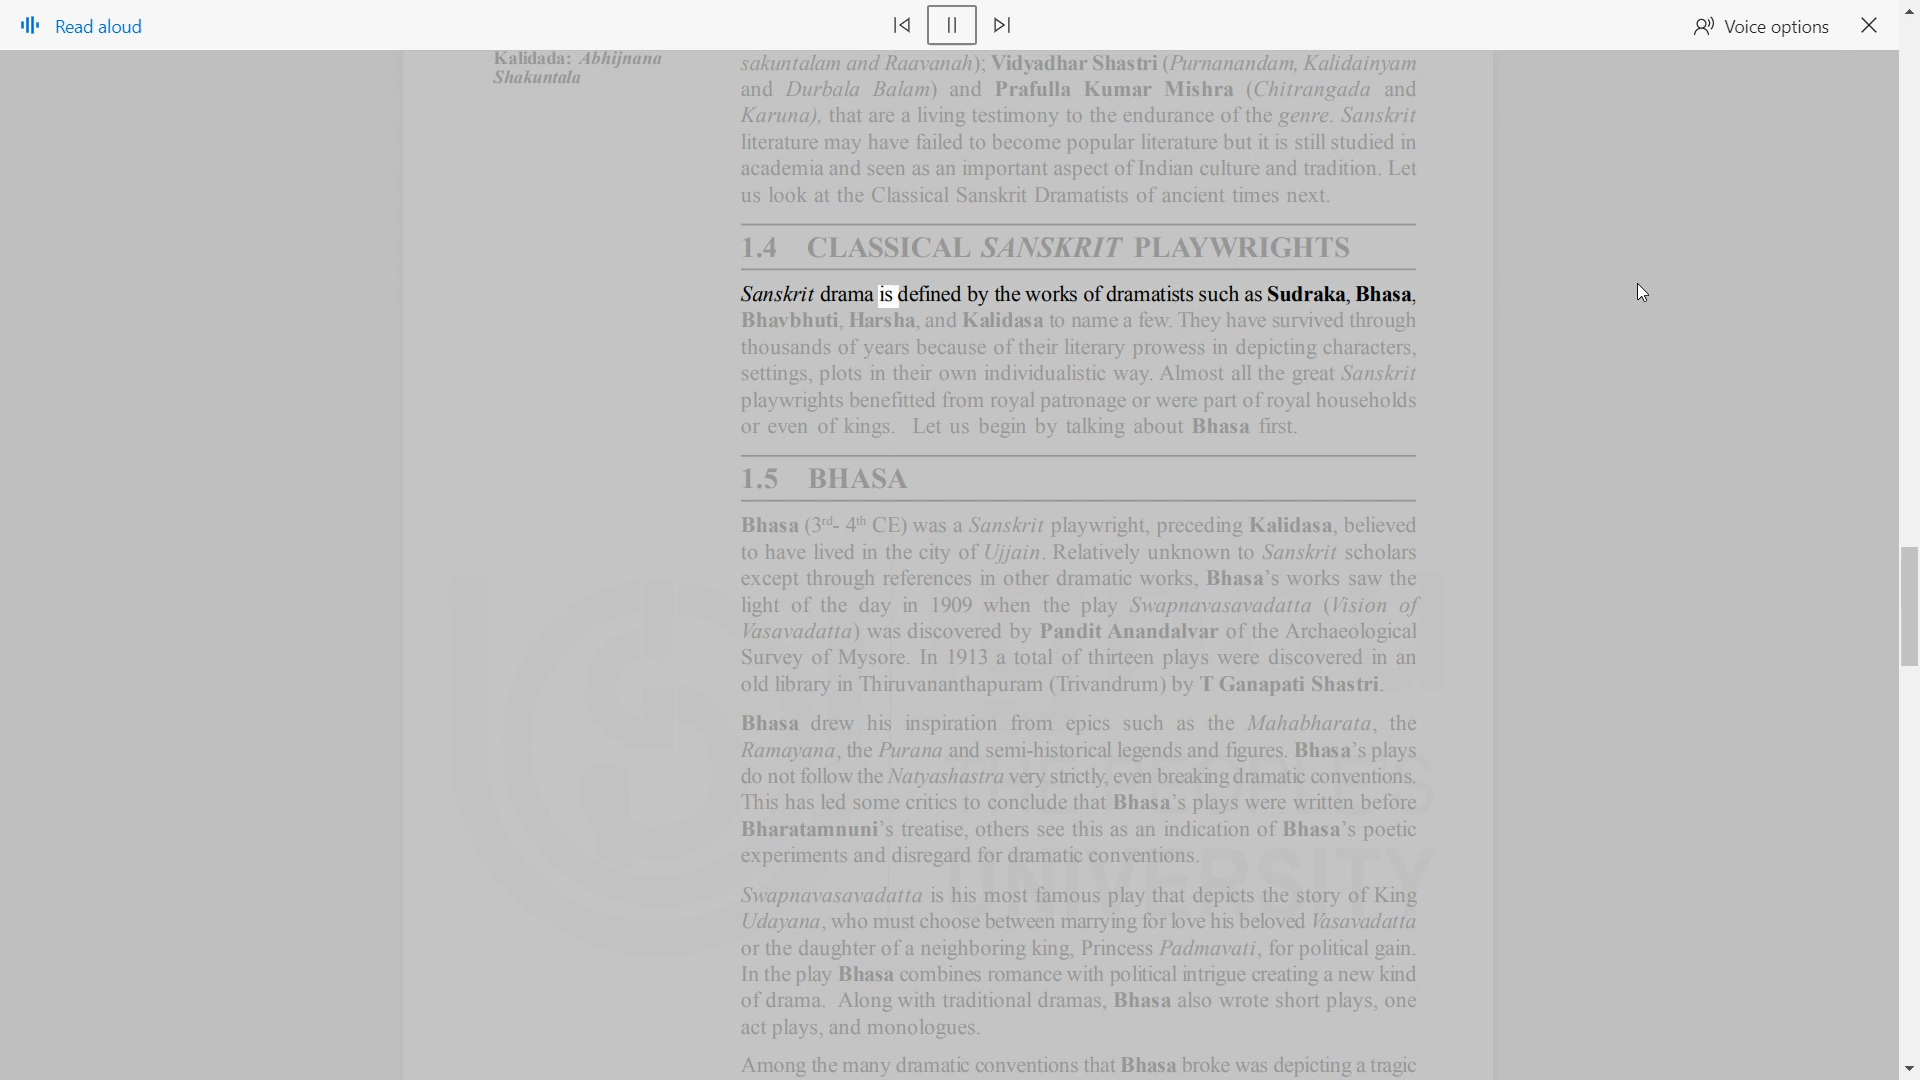 Read aloud
Voice options
Kalidada: Abhijnana
Shakuntala
sakuntalam and Raavanah); Vidyadhar Shastri (Purnanandam, Kalidainyam
and Durbala Balam) and Prafulla Kumar Mishra (Chitrangada and
Karuna), that are a living testimony to the endurance of the genre. Sanskrit
literature may have failed to become popular literature but it is still studied in
academia and seen as an important aspect of Indian culture and tradition. Let
us look at the Classical Sanskrit Dramatists of ancient times next.
1.4 CLASSICAL SANSKRIT PLAYWRIGHTS
Sanskrit drama is defined by the works of dramatists such as Sudraka, Bhasa,
Bhavbhuti, Harsha, and Kalidasa to name a few. They have survived through
thousands of years because of their literary prowess in depicting characters,
settings, plots in their own individualistic way. Almost all the great Sanskrit
playwrights benefitted from royal patronage or were part of royal households
or even of kings. Let us begin by talking about Bhasa first.
1.5 BHASA
Bhasa (3rd- 4th CE) was a Sanskrit playwright, preceding Kalidasa, believed
to have lived in the city of Ujjain. Relatively unknown to Sanskrit scholars
except through references in other dramatic works, Bhasa's works saw the
light of the day in 1909 when the play Swapnavasavadatta (Vision of
Vasavadatta) was discovered by Pandit Anandalvar of the Archaeological
Survey of Mysore. In 1913 a total of thirteen plays were discovered in an
old library in Thiruvananthapuram (Trivandrum) by T Ganapati Shastri.
Bhasa drew his inspiration from epics such as the Mahabharata, the
Ramayana, the Purana and semi-historical legends and figures. Bhasa's plays
do not follow the Natyashastra very strictly, even breaking dramatic conventions.
This has led some critics to conclude that Bhasa's plays were written before
Bharatamnuni's treatise, others see this as an indication of Bhasa's poetic
experiments and disregard for dramatic conventions.
Swapnavasavadatta is his most famous play that depicts the story of King
Udayana, who must choose between marrying for love his beloved Vasavadatta
or the daughter of a neighboring king, Princess Padmavati, for political gain.
In the play Bhasa combines romance with political intrigue creating a new kind
of drama. Along with traditional dramas, Bhasa also wrote short plays, one
act plays, and monologues.
Among the many dramatic conventions that Bhasa broke was depicting a tragic
THE PEOPLE'S
UNIVERSITY